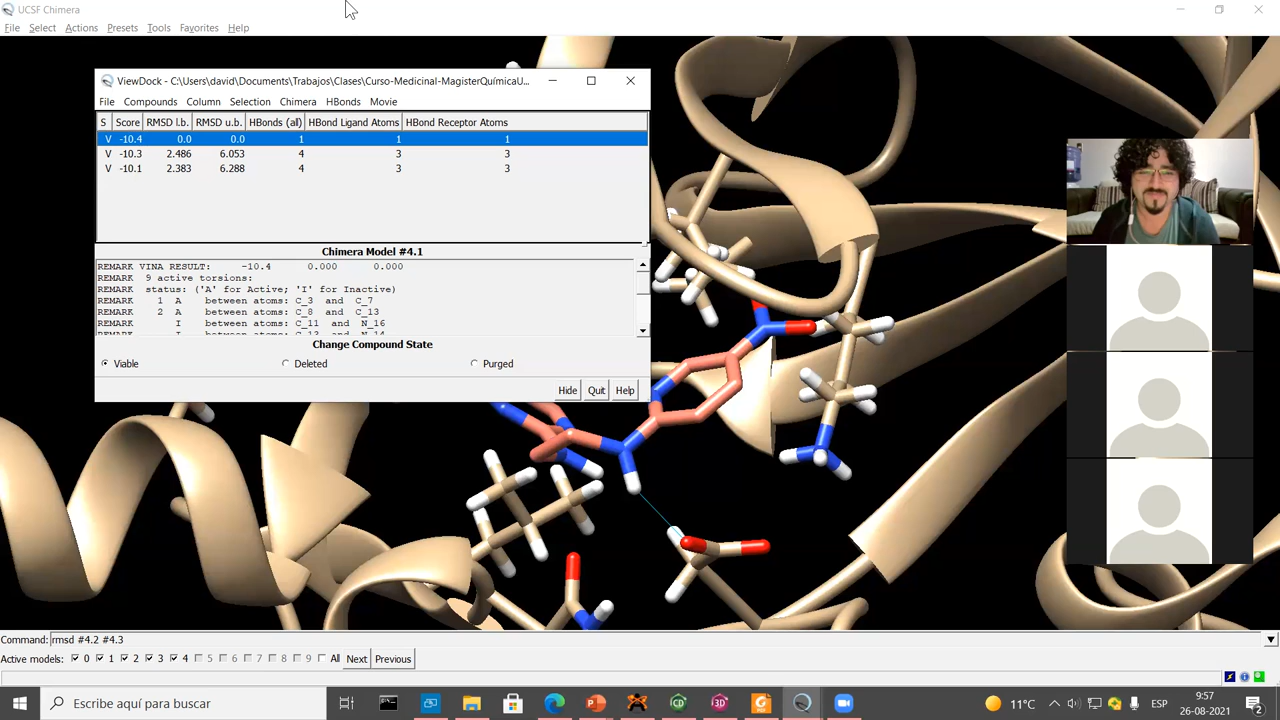 UCSF Chimera
File Select Actions Presets Tools Favorites Help
ViewDock - C:\Users\david\Documents\Trabajos\Clases\Curso-Medicinal-MagisterQuímicaU...
File Compounds Column Selection Chimera HBonds Movie
S Score RMSD l.b. RMSD u.b. HBonds (all) HBond Ligand Atoms HBond Receptor Atoms
V -10.4 0.0 0.0 1 1 1
V -10.3 2.486 6.053 4 3 3
V -10.1 2.383 6.288 4 3 3
Chimera Model #4.1
REMARK VINA RESULT: -10.4 0.000 0.000
REMARK 9 active torsions:
REMARK status: ('A' for Active; 'I' for Inactive)
REMARK 1 A between atoms: C_3 and C_7
REMARK 2 A between atoms: C_8 and C_13
REMARK I between atoms: C_11 and N_16
Change Compound State
Viable Deleted Purged
Hide Quit Help
Command: rmsd #4.2 #4.3
Active models: 0 1 2 3 4 5 6 7 8 9 All Next Previous
Escribe aquí para buscar
11°C
ESP
9:57
26-08-2021
2